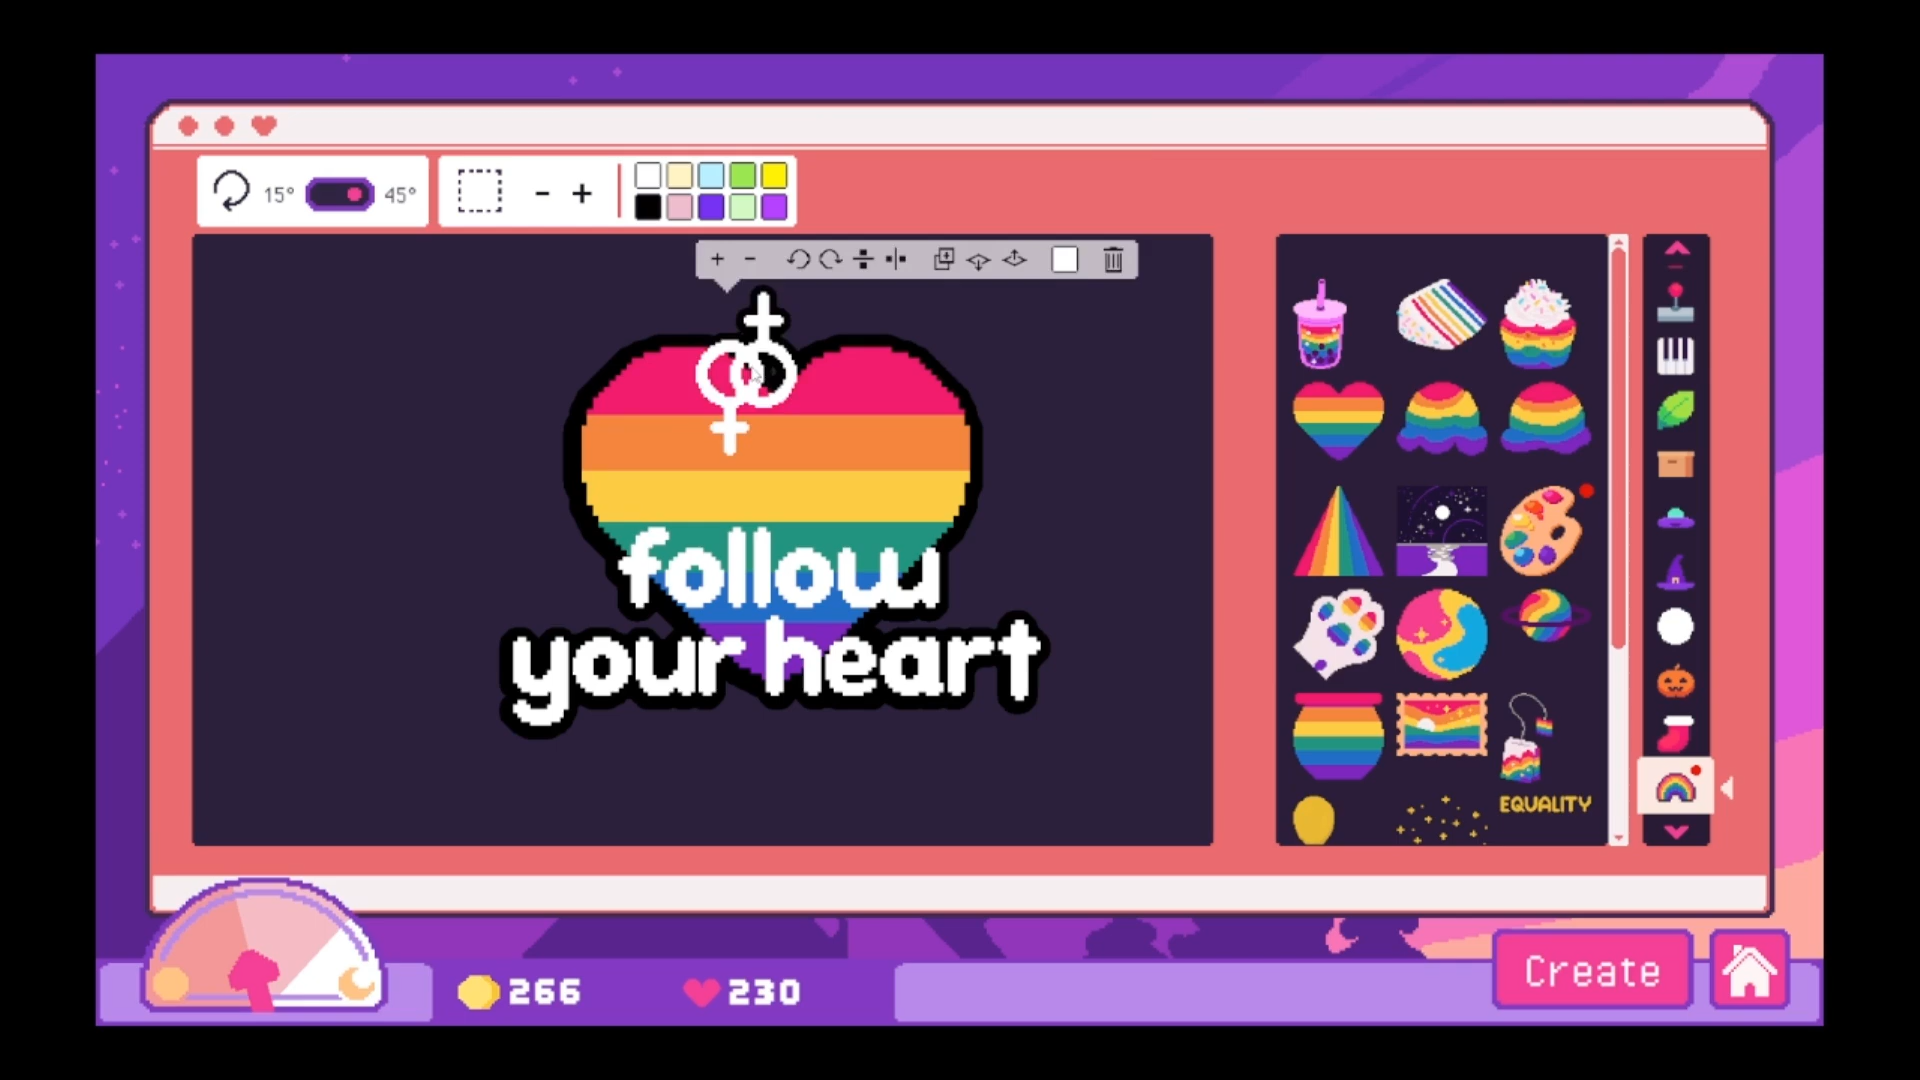 15° 45°
- +
+ -
follow
your heart
EQUALITY
266 230
Create